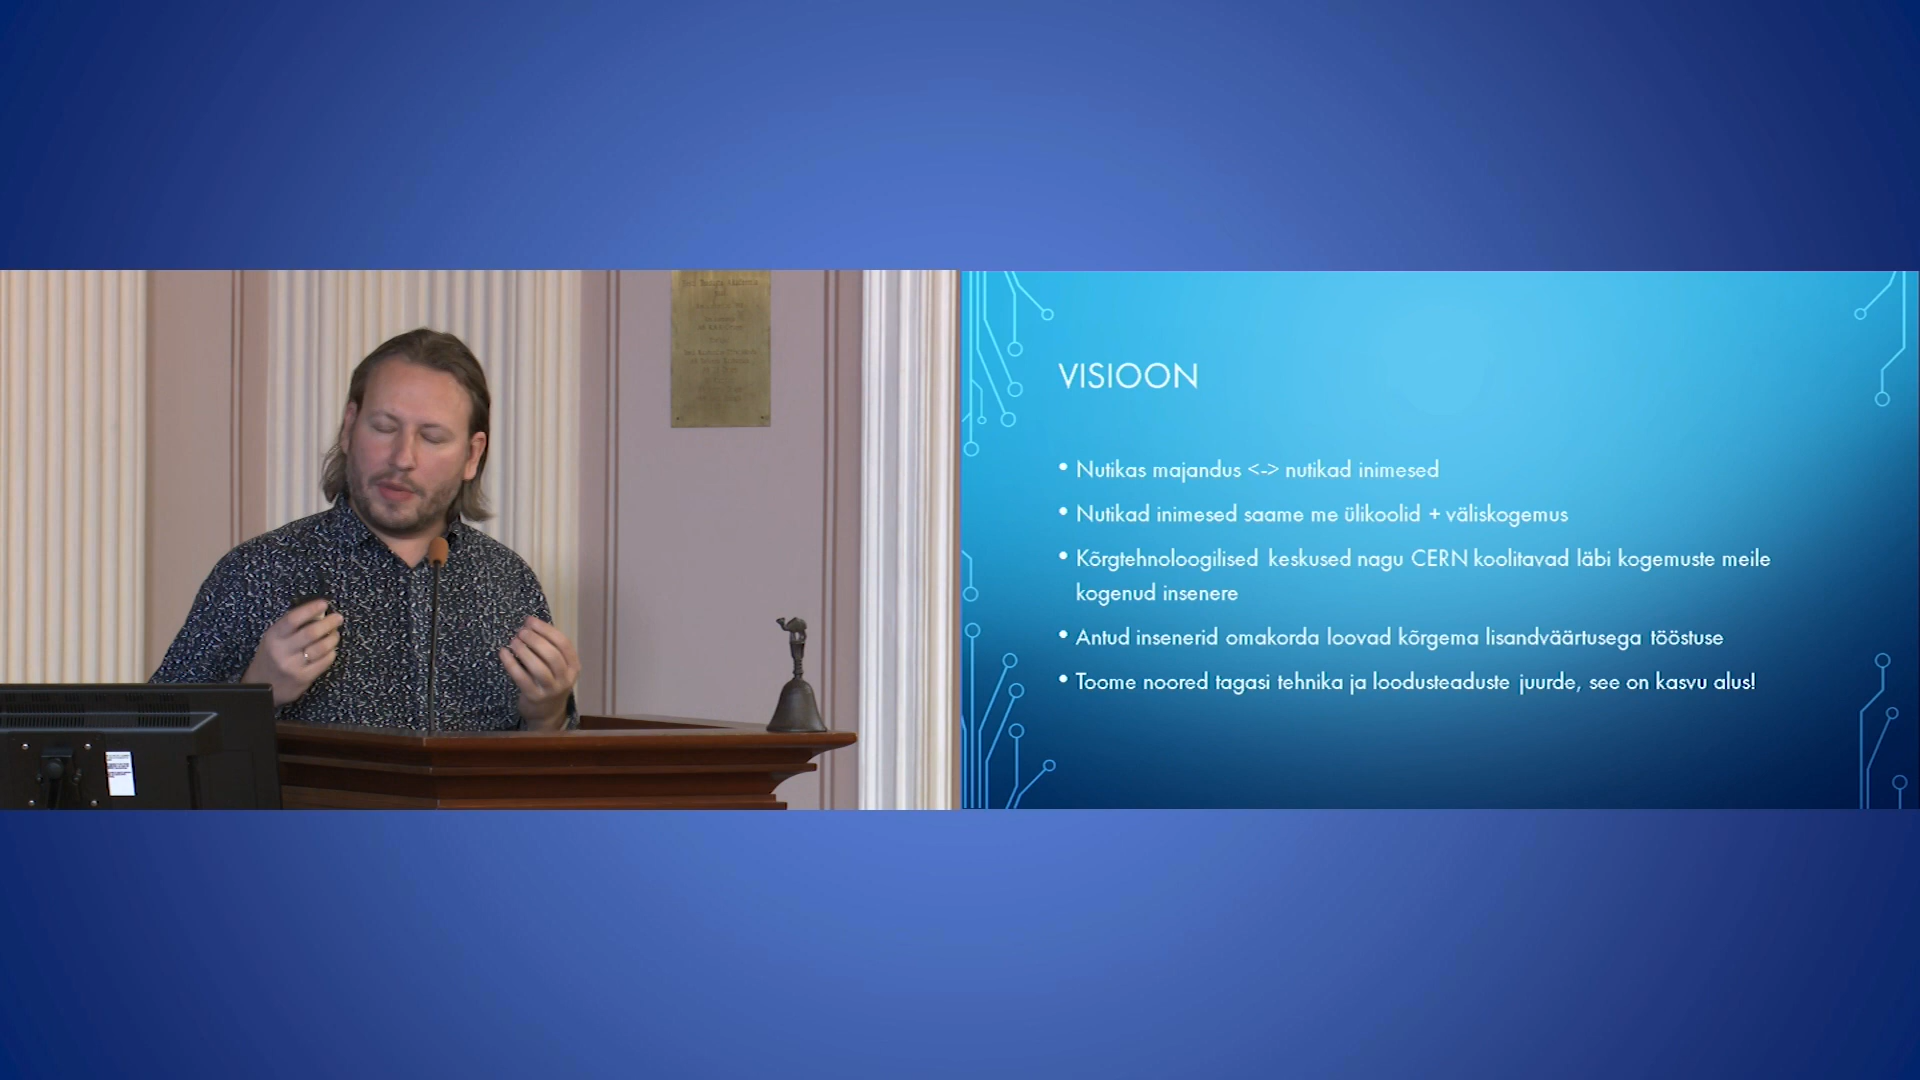 VISIOON
• Nutikas majandus <-> nutikad inimesed
• Nutikad inimesed saame me ülikoolid + väliskogemus
• Kõrgtehnoloogilised keskused nagu CERN koolitavad läbi kogemuste meile
kogenud insenere
• Antud insenerid omakorda loovad kõrgema lisandväärtusega tööstuse
• Toome noored tagasi tehnika ja loodusteaduste juurde, see on kasvu alus!